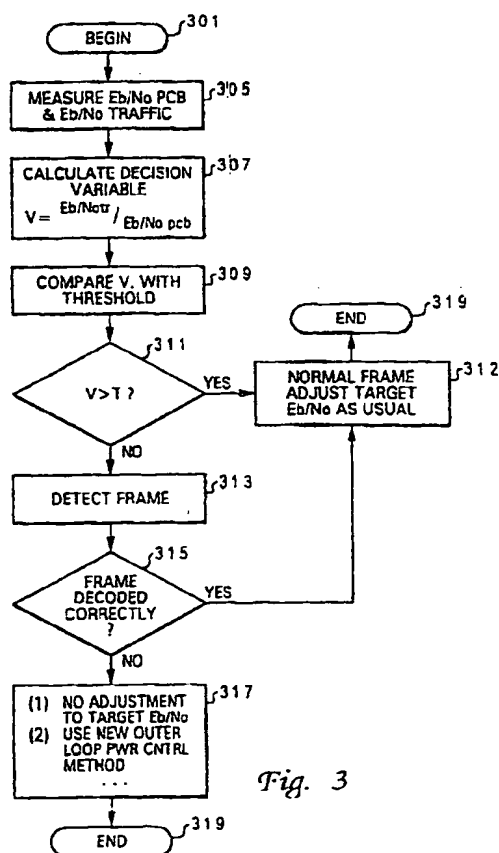 301
BEGIN
305
MEASURE Eb/No PCB
& Eb/No TRAFFIC
307
CALCULATE DECISION
VARIABLE
V= Eb/Notr / Eb/No pcb
309
COMPARE V. WITH
THRESHOLD
311
V>T ?
YES
NO
319
END
312
NORMAL FRAME
ADJUST TARGET
Eb/No AS USUAL
313
DETECT FRAME
315
FRAME
DECODED
CORRECTLY
?
YES
NO
317
(1) NO ADJUSTMENT
TO TARGET Eb/No
(2) USE NEW OUTER
LOOP PWR CNTRL
METHOD
...
319
END
Fig. 3